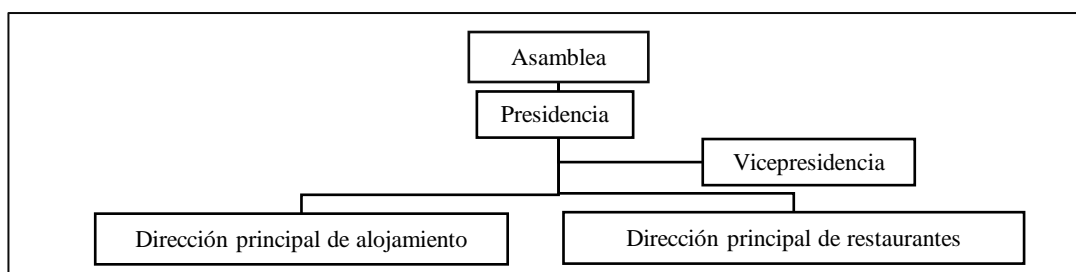 Asamblea
Presidencia
Vicepresidencia
Dirección principal de alojamiento
Dirección principal de restaurantes